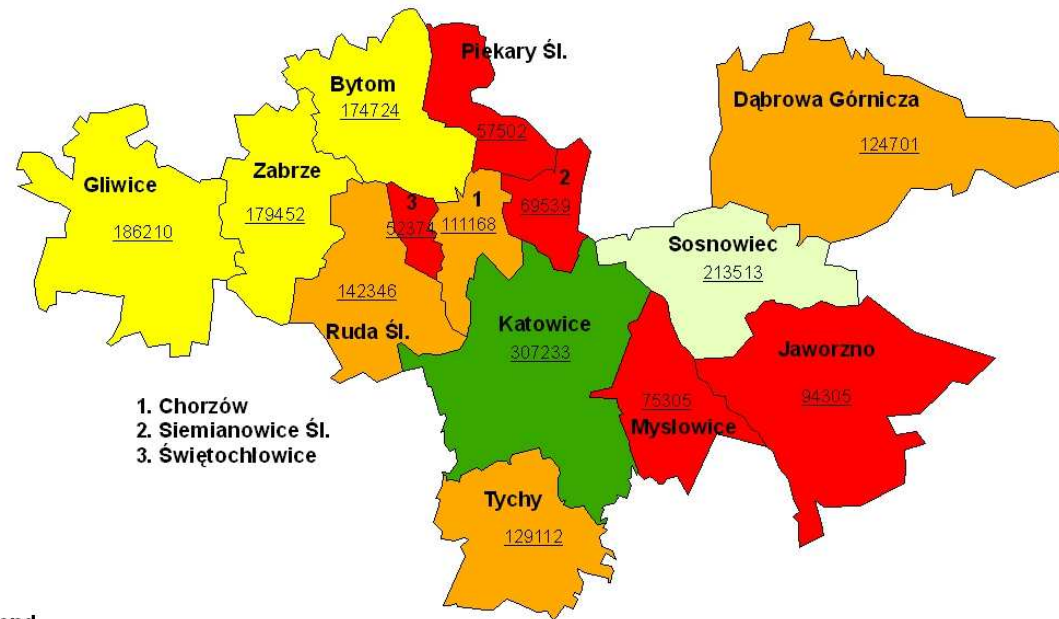 Piekary Śl.
57502
Bytom
174724
Dąbrowa Górnicza
124701
Zabrze
179452
Gliwice
186210
2
69539
3
52374
1
111168
Sosnowiec
213513
142346
Ruda Śl.
Katowice
307233
Jaworzno
94305
75305
Mysłowice
1. Chorzów
2. Siemianowice Śl.
3. Świętochlowice
Tychy
129112